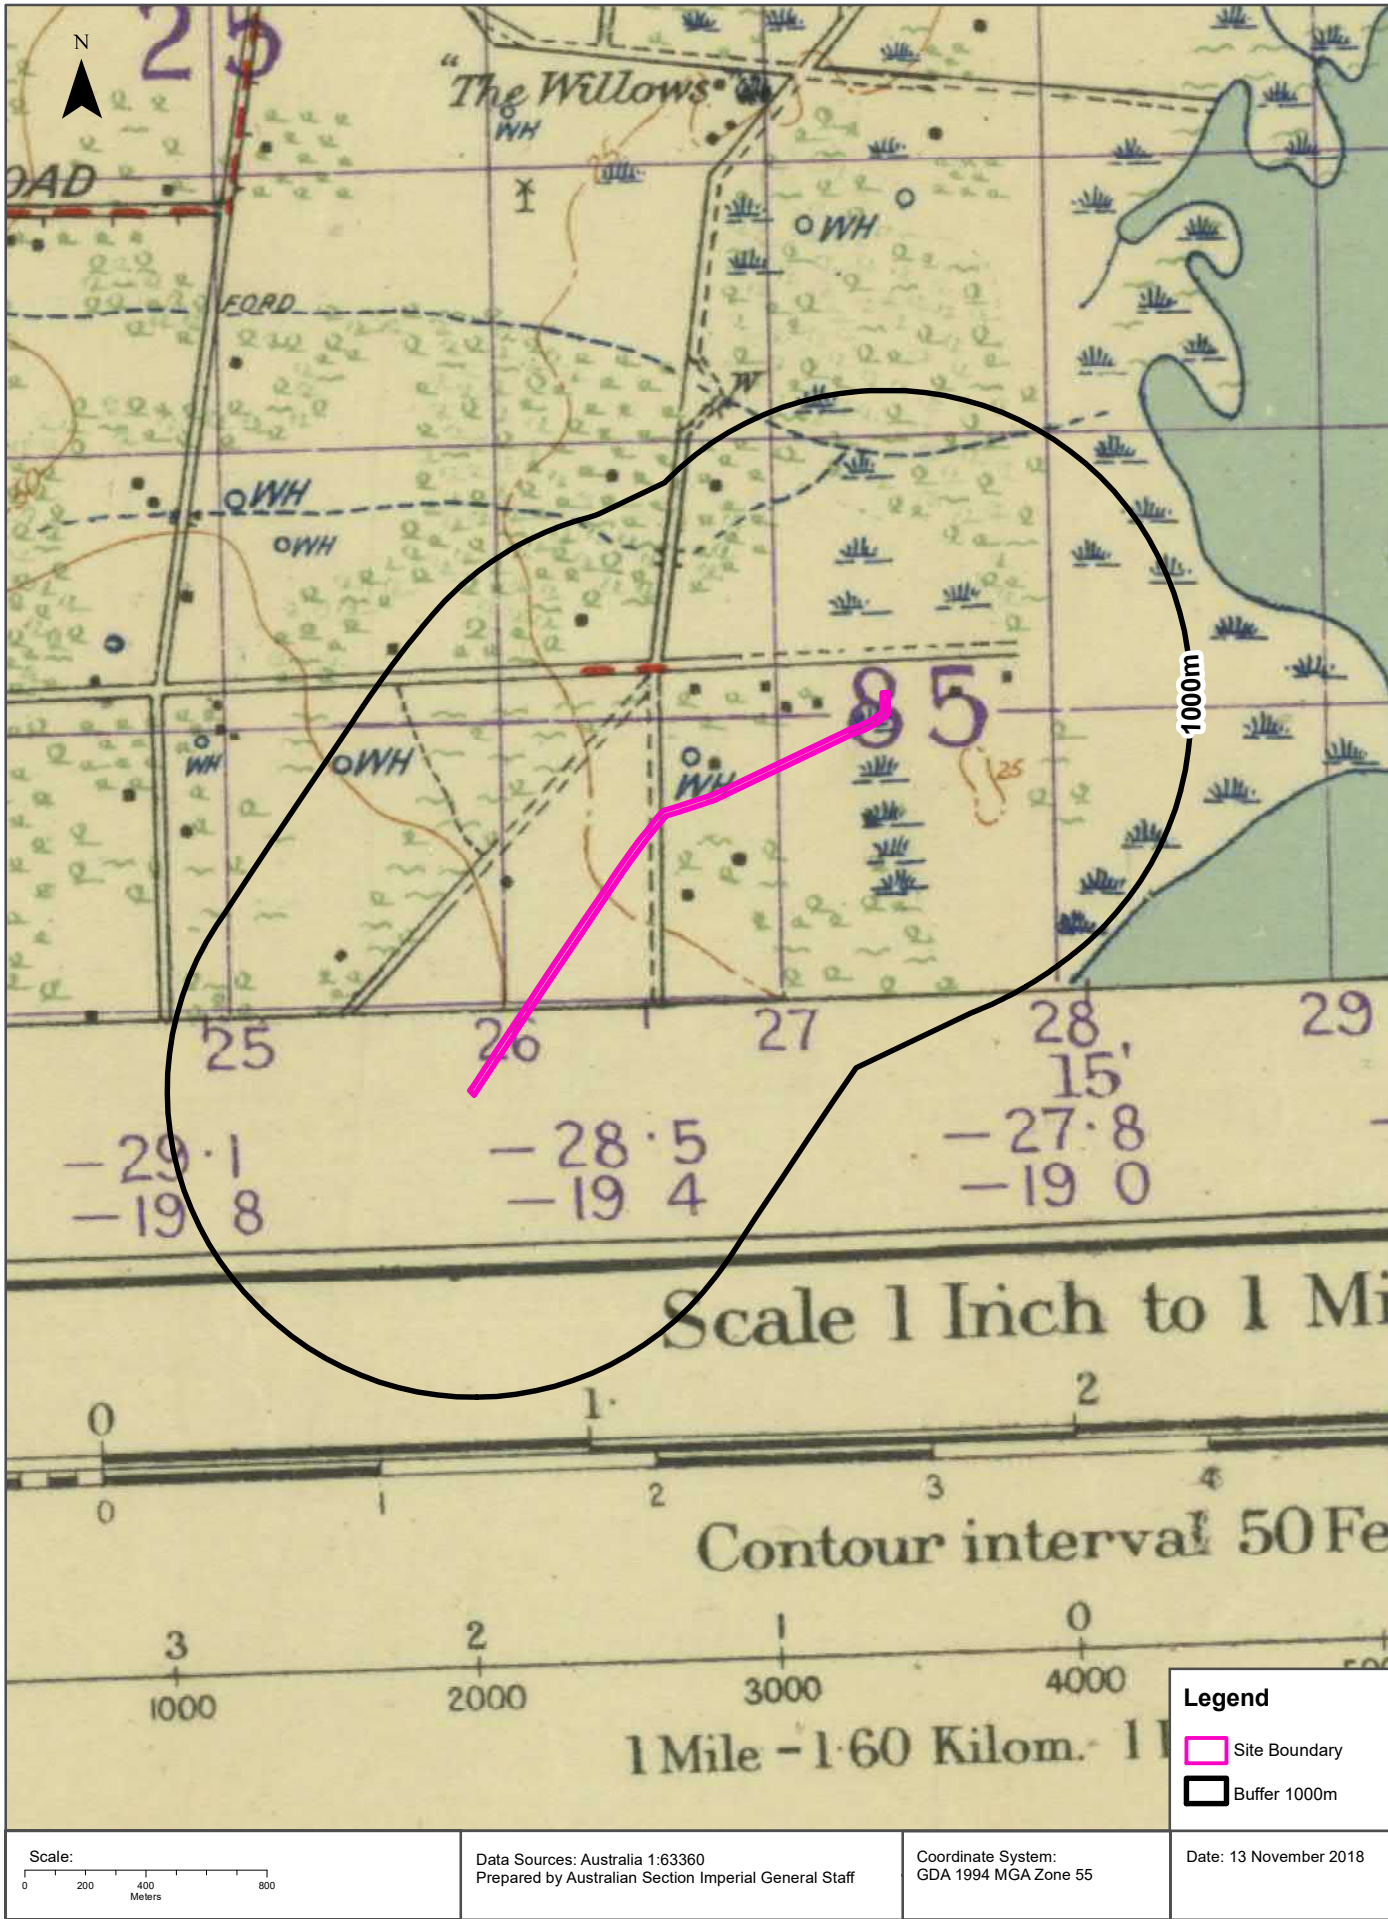 25
N
"The Willows"
WH
25
OAD
WH
FORD
W
50
WH
WH
85
1000m
WH
WH
WH
25
25
26
27
28
29
15'
-29·1
-28·5
-27·8
-19 8
-19 4
-19 0
Scale 1 Inch to 1 Mi
0
1
2
0
1
2
3
4
Contour interval 50 Fe
3
2
1
0
1000
2000
3000
4000
1 Mile - 1·60 Kilom. - 1
Legend
Site Boundary
Buffer 1000m
Scale:
0 200 400 800
Meters
Data Sources: Australia 1:63360
Prepared by Australian Section Imperial General Staff
Coordinate System:
GDA 1994 MGA Zone 55
Date: 13 November 2018